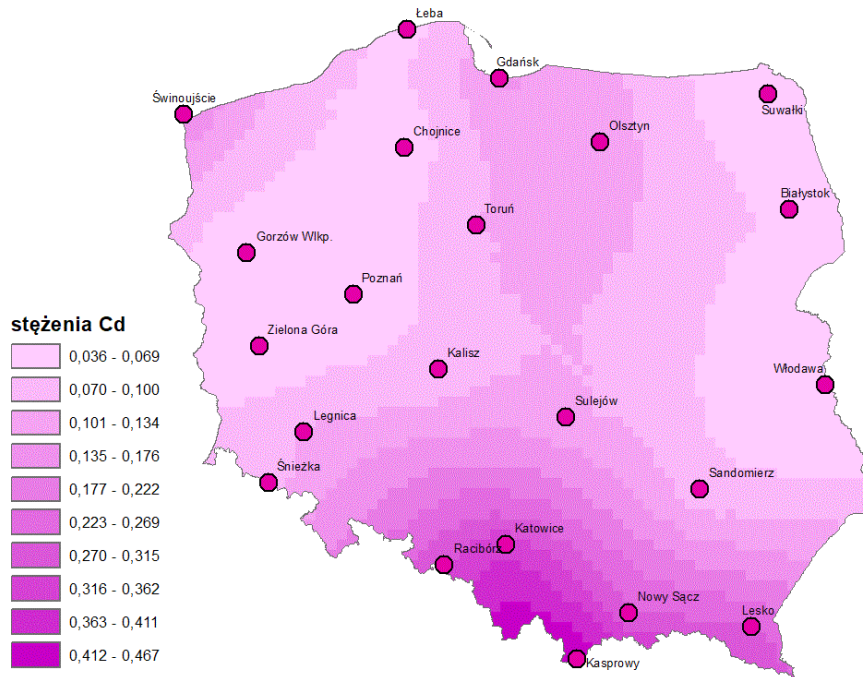 Łeba
Gdańsk
Świnoujście
Suwałki
Chojnice
Olsztyn
Białystok
Toruń
Gorzów Wlkp.
Poznań
stężenia Cd
Zielona Góra
Kalisz
Włodawa
0,036 - 0,069
0,070 - 0,100
0,101 - 0,134
0,135 - 0,176
0,177 - 0,222
0,223 - 0,269
0,270 - 0,315
0,316 - 0,362
0,363 - 0,411
0,412 - 0,467
Legnica
Sulejów
Śnieżka
Sandomierz
Katowice
Racibórz
Nowy Sącz
Lesko
Kasprowy